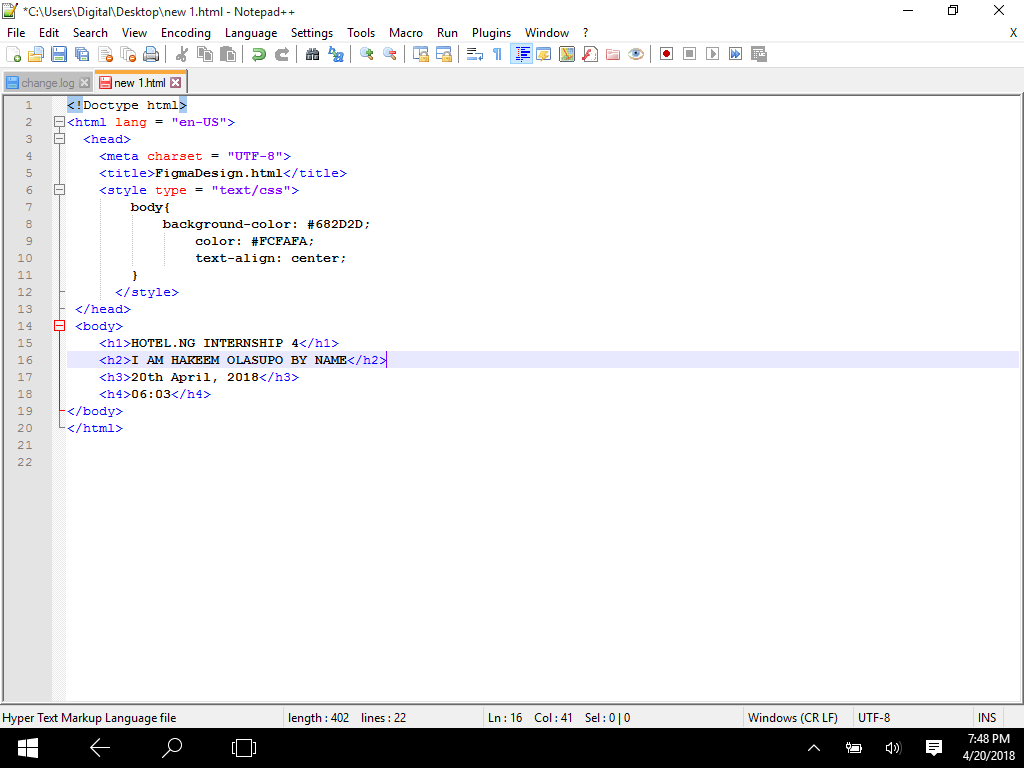 *C:\Users\Digital\Desktop\new 1.html - Notepad++
File Edit Search View Encoding Language Settings Tools Macro Run Plugins Window ? X
change.log new 1.html
1 <!Doctype html>
2 <html lang = "en-US">
3 <head>
4 <meta charset = "UTF-8">
5 <title>FigmaDesign.html</title>
6 <style type = "text/css">
7 body{
8 background-color: #682D2D;
9 color: #FCFAFA;
10 text-align: center;
11 }
12 </style>
13 </head>
14 <body>
15 <h1>HOTEL.NG INTERNSHIP 4</h1>
16 <h2>I AM HAKEEM OLASUPO BY NAME</h2>
17 <h3>20th April, 2018</h3>
18 <h4>06:03</h4>
19 </body>
20 </html>
21
22
Hyper Text Markup Language file length : 402 lines : 22 Ln : 16 Col : 41 Sel : 0 | 0 Windows (CR LF) UTF-8 INS
7:48 PM
4/20/2018